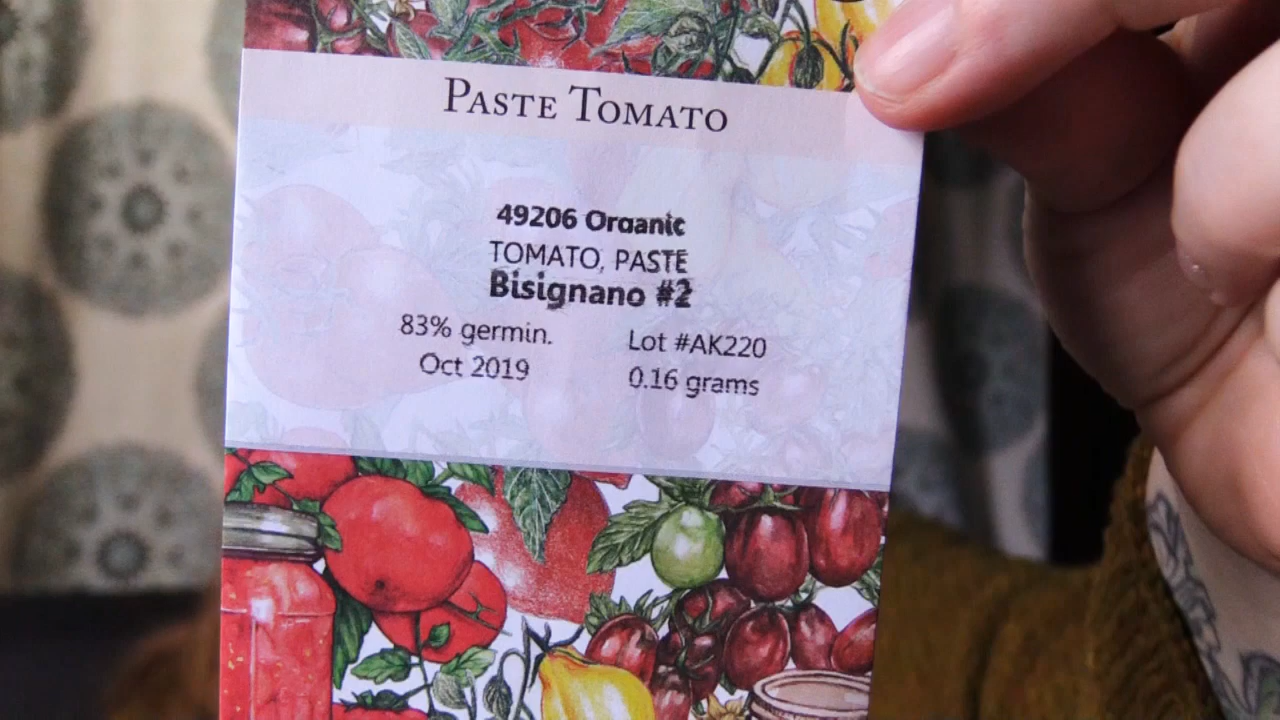 PASTE TOMATO
49206 Organic
TOMATO, PASTE
Bisignano #2
83% germin.
Lot #AK220
Oct 2019
0.16 grams